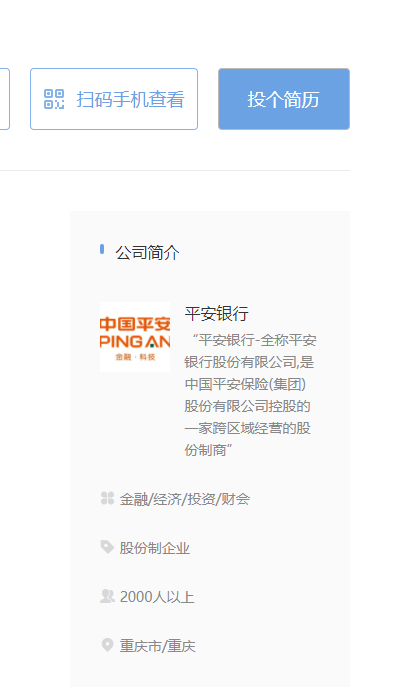 扫码手机查看
投个简历
公司简介
中国平安
PING AN
金融·科技
平安银行
“平安银行-全称平安
银行股份有限公司,是
中国平安保险(集团)
股份有限公司控股的
一家跨区域经营的股
份制商”
金融/经济/投资/财会
股份制企业
2000人以上
重庆市/重庆